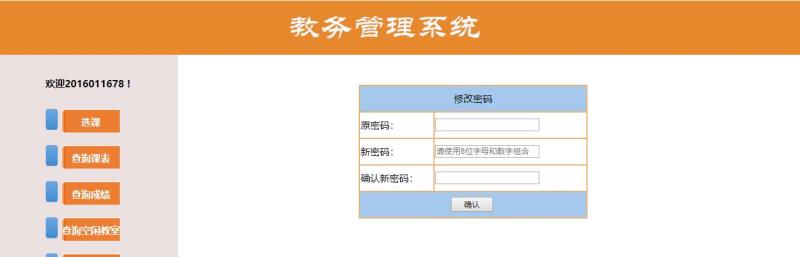 教务管理系统
欢迎2016011678！
选课
查询课表
查询成绩
查询空闲教室
修改密码
原密码：
新密码：
请使用8位字母和数字组合
确认新密码：
确认